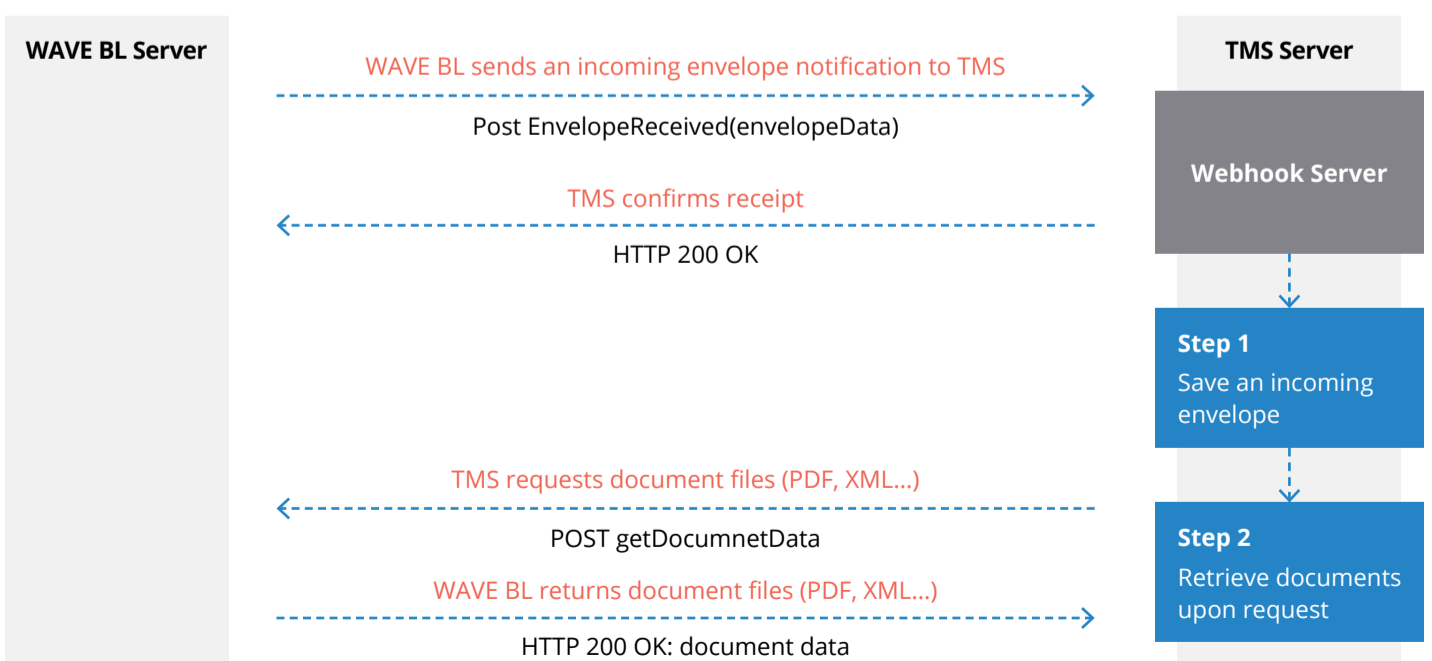 WAVE BL Server
TMS Server
WAVE BL sends an incoming envelope notification to TMS
Post EnvelopeReceived(envelopeData)
Webhook Server
TMS confirms receipt
HTTP 200 OK
Step 1
Save an incoming
envelope
TMS requests document files (PDF, XML...)
POST getDocumnetData
Step 2
Retrieve documents
upon request
WAVE BL returns document files (PDF, XML...)
HTTP 200 OK: document data